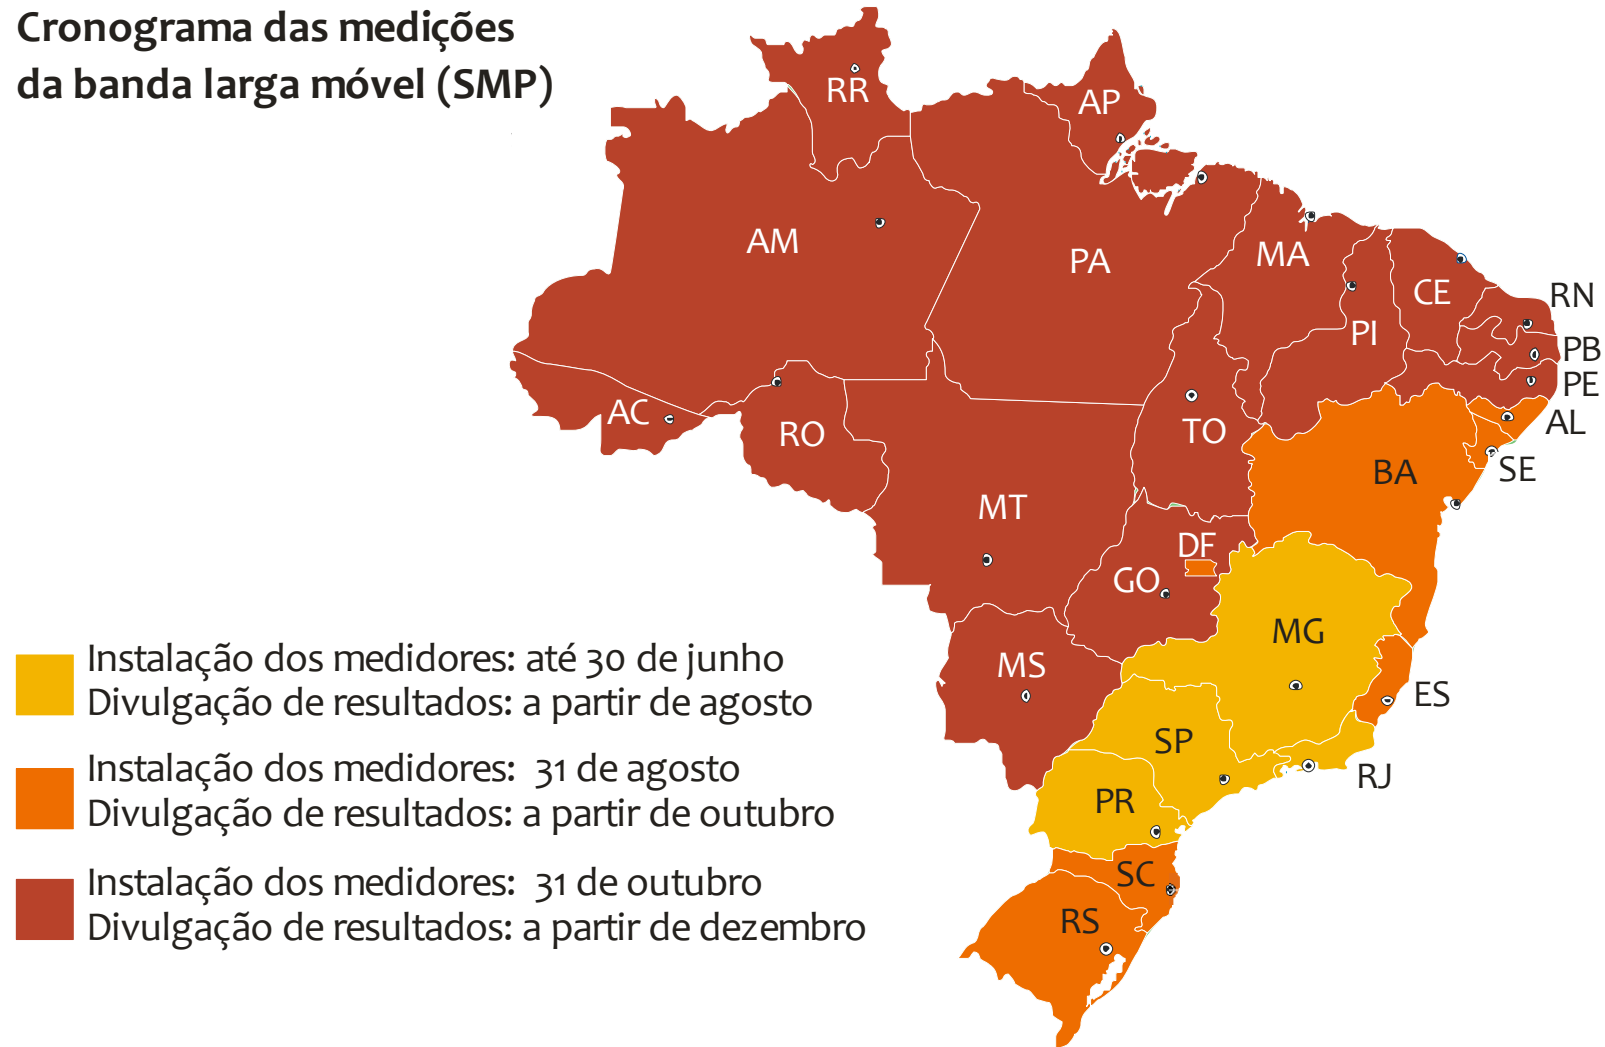 Cronograma das medições
da banda larga móvel (SMP)
RR
AP
AM
PA
MA
CE
RN
PI
PB
PE
AC
RO
TO
AL
BA
SE
MT
DF
GO
MG
MS
ES
SP
RJ
PR
SC
RS
Instalação dos medidores: até 30 de junho
Divulgação de resultados: a partir de agosto
Instalação dos medidores: 31 de agosto
Divulgação de resultados: a partir de outubro
Instalação dos medidores: 31 de outubro
Divulgação de resultados: a partir de dezembro